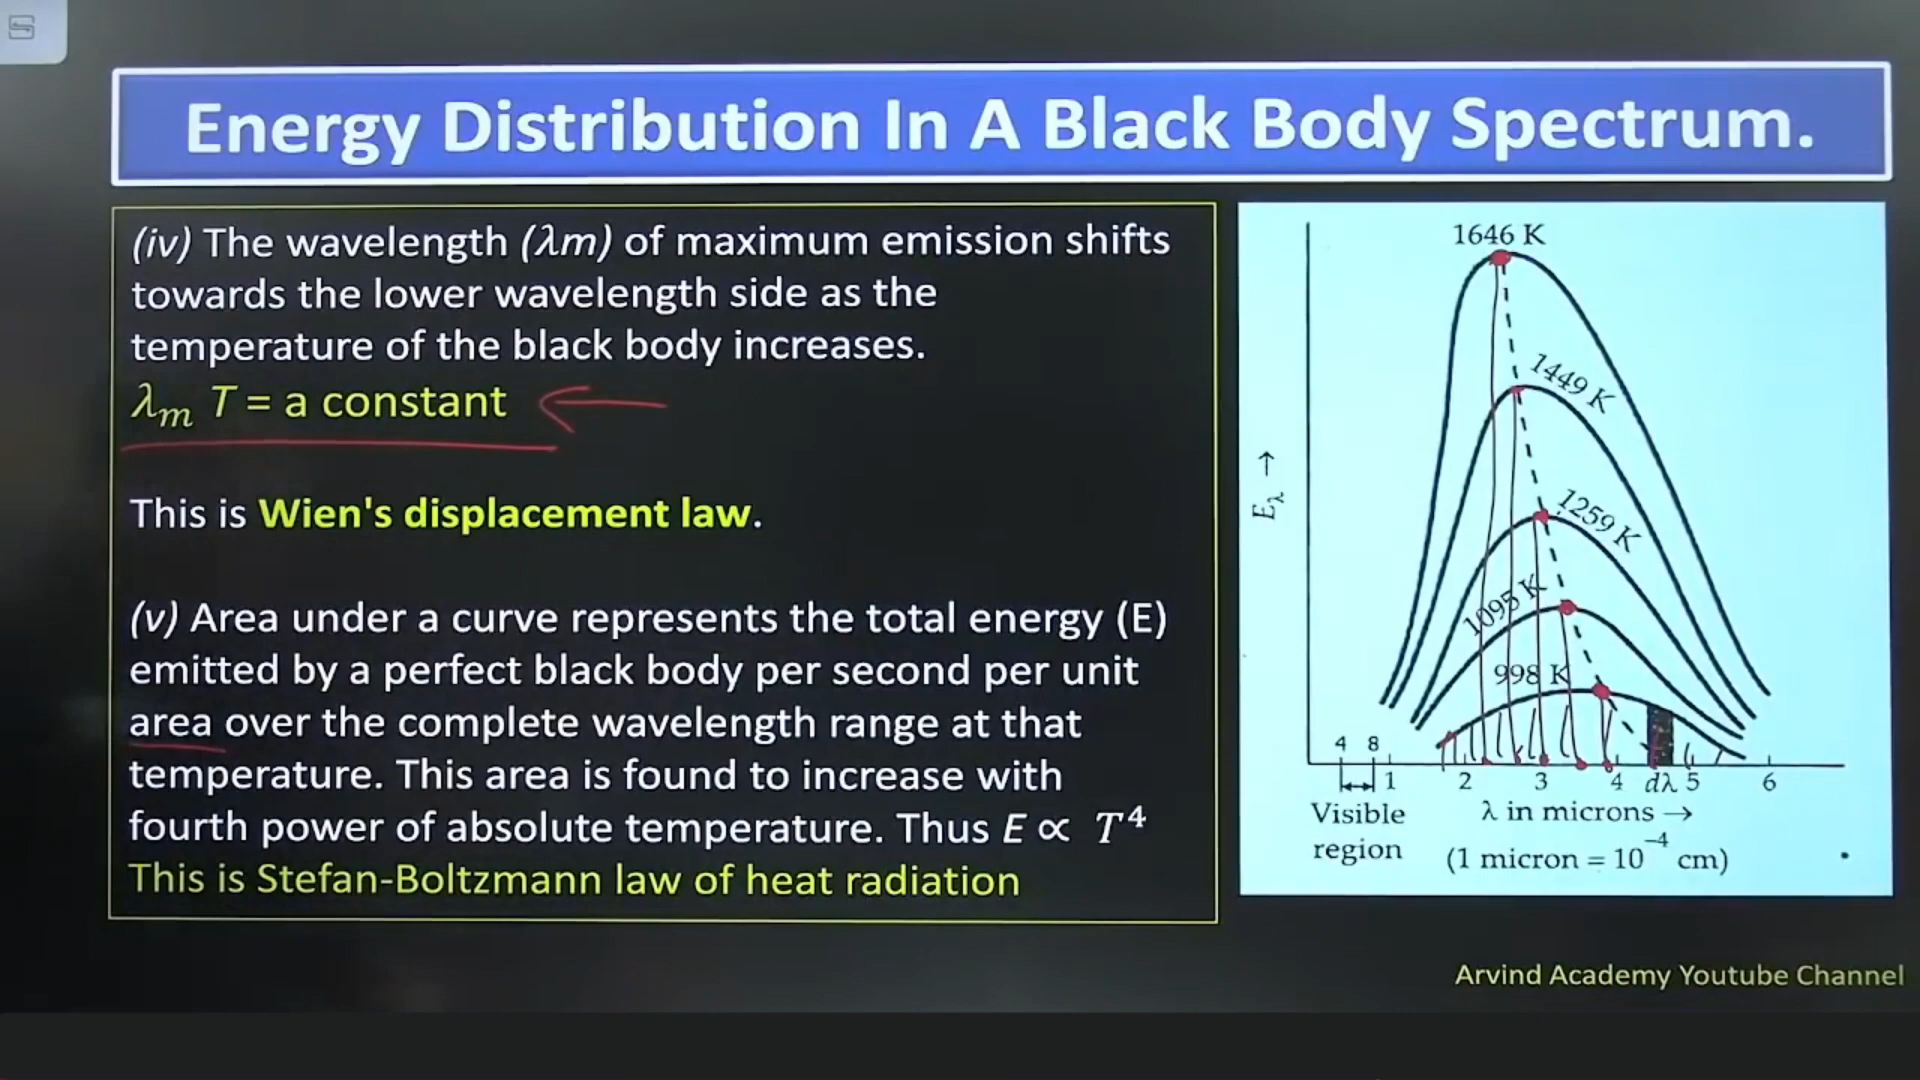 Energy Distribution In A Black Body Spectrum.
(iv) The wavelength (λm) of maximum emission shifts
towards the lower wavelength side as the
temperature of the black body increases.
λₘ T = a constant
This is Wien's displacement law.
(v) Area under a curve represents the total energy (E)
emitted by a perfect black body per second per unit
area over the complete wavelength range at that
temperature. This area is found to increase with
fourth power of absolute temperature. Thus E ∝ T⁴
This is Stefan-Boltzmann law of heat radiation
1646 K
1449 K
1259 K
1095 K
998 K
E_λ →
4 8
1 2 3 4 dλ 5 6
Visible
region
λ in microns →
(1 micron = 10⁻⁴ cm)
Arvind Academy Youtube Channel